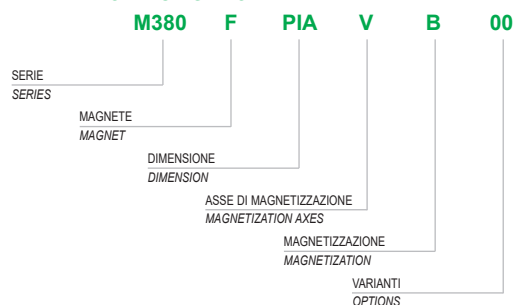 M380 F PIA V B 00
SERIE
SERIES
MAGNETE
MAGNET
DIMENSIONE
DIMENSION
ASSE DI MAGNETIZZAZIONE
MAGNETIZATION AXES
MAGNETIZZAZIONE
MAGNETIZATION
VARIANTI
OPTIONS